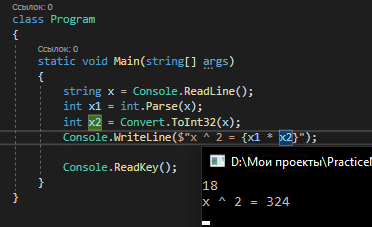 Ссылок: 0
class Program
{
Ссылок: 0
static void Main(string[] args)
{
string x = Console.ReadLine();
int x1 = int.Parse(x);
int x2 = Convert.ToInt32(x);
Console.WriteLine($"x ^ 2 = {x1 * x2}");
Console.ReadKey();
}
}
D:\Мои проекты\Practice
18
x ^ 2 = 324